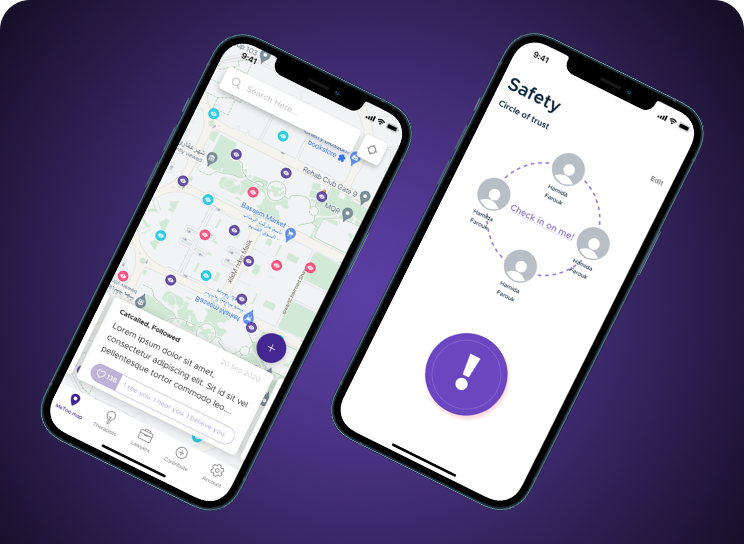 9:41
Search Here...
bookstore
Rehab Club Gate 9
MQR
Baseem Market
Malik
Catcalled, Followed
20 Sep 2020
Lorem ipsum dolor sit amet,
consectetur adipiscing elit. Sit id sit vel
pellentesque tortor commodo leo....
128
I see you. I hear you. I believe you.
MeToo map
Therapists
Lawyers
Contribute
Account
9:41
Safety
Circle of trust
Edit
Hamida
Farouk
Hamida
Farouk
Check in on me!
Hamida
Farouk
Hamida
Farouk